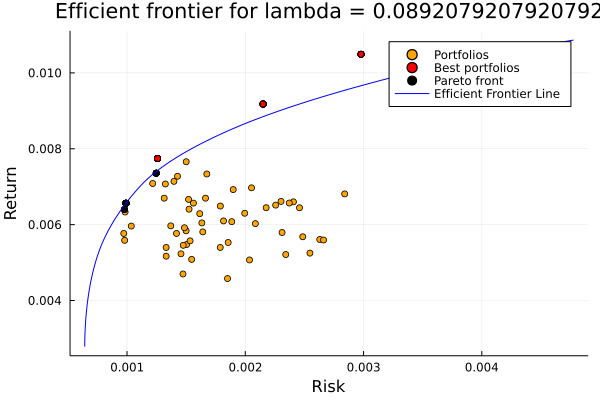 Efficient frontier for lambda = 0.0892079207920792
Portfolios
Best portfolios
Pareto front
Efficient Frontier Line
0.010
0.008
0.006
0.004
Return
0.001 0.002 0.003 0.004
Risk